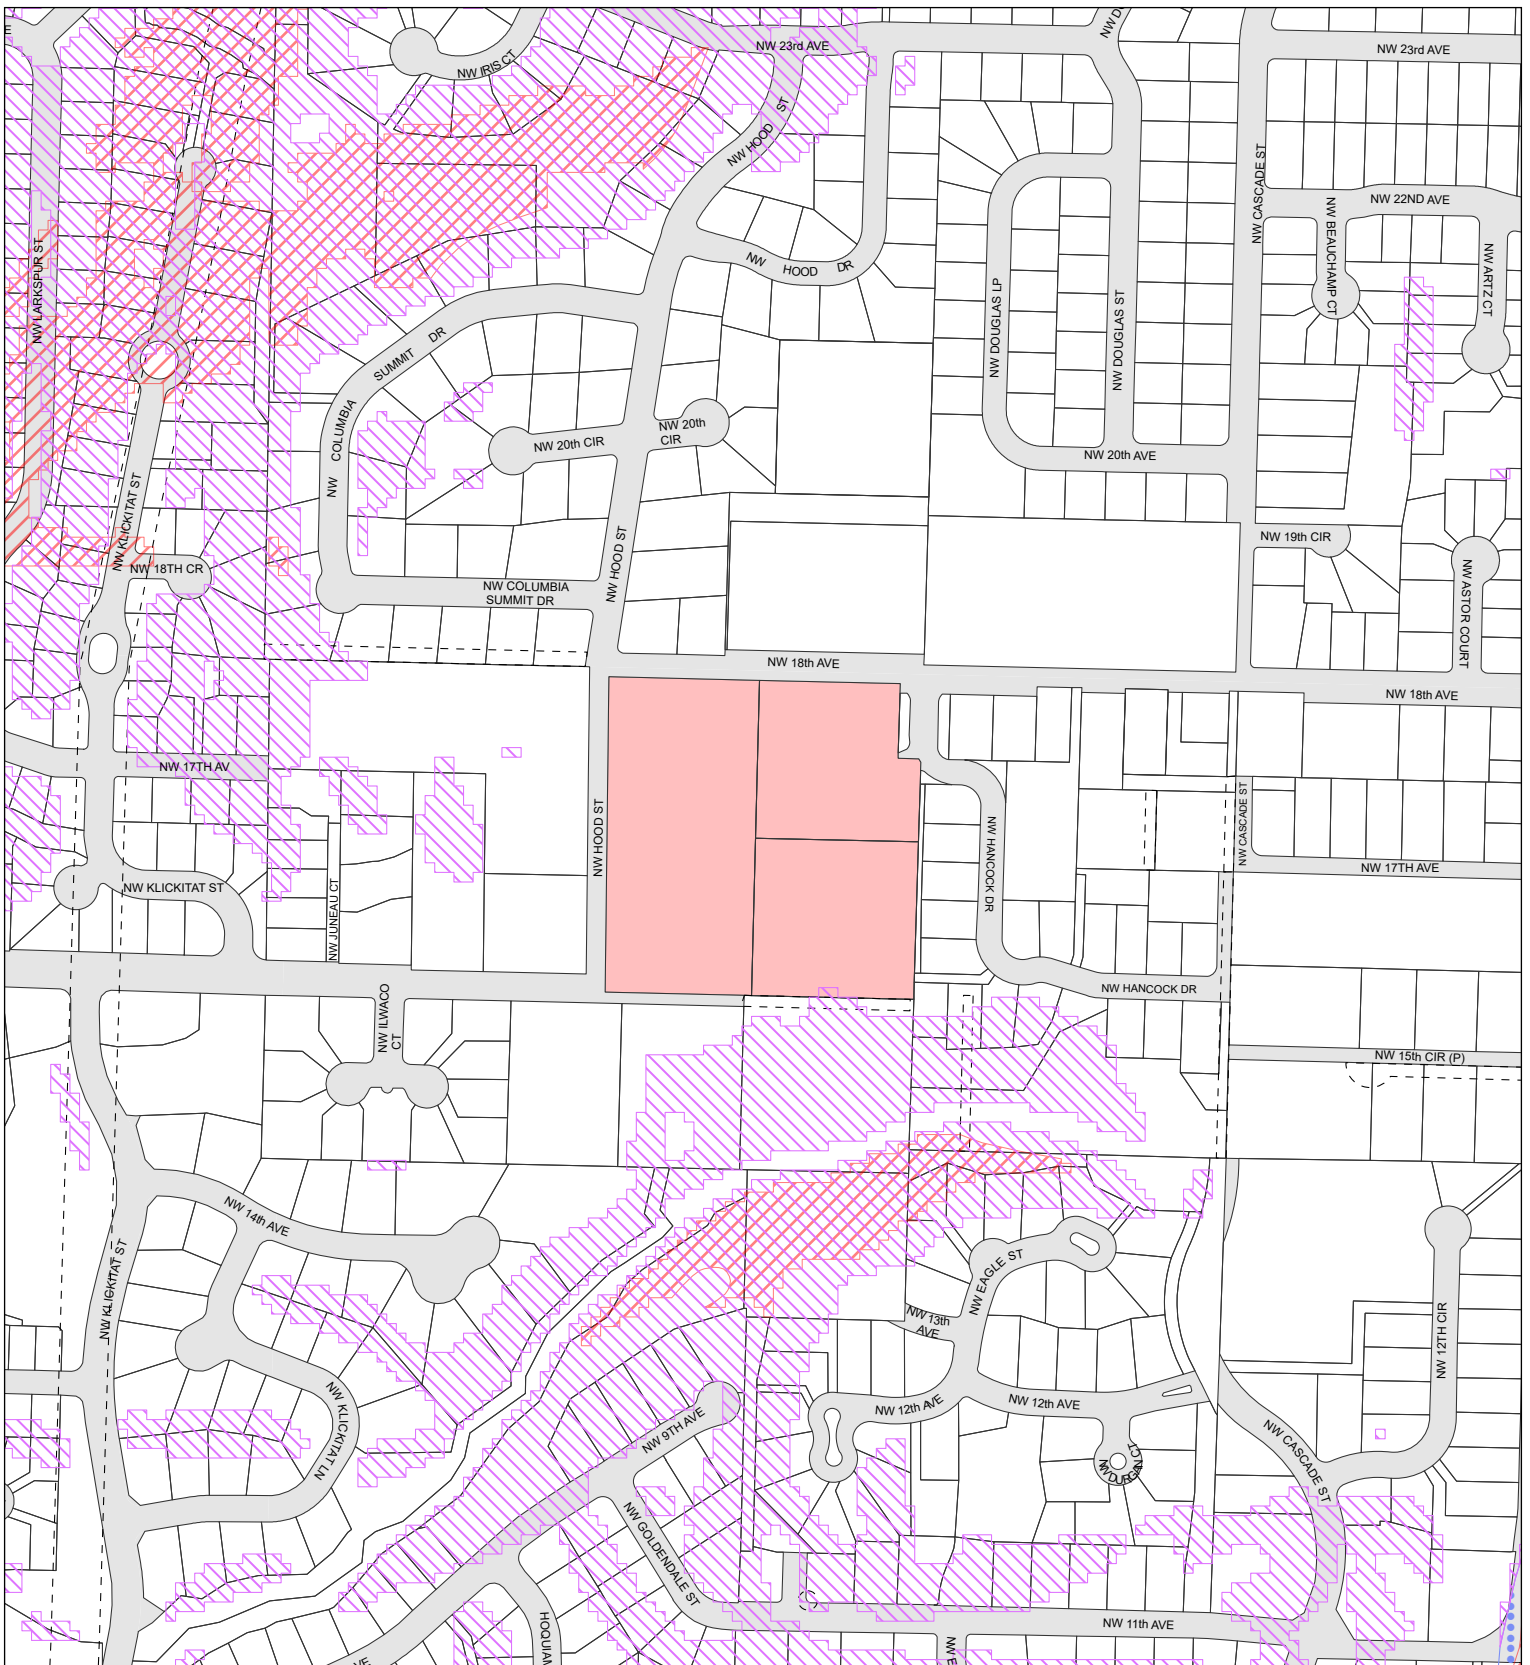 E
NW IRIS CT
NW 23rd AVE
NW D
NW 23rd AVE
NW HOOD ST
NW CASCADE ST
NW 22ND AVE
NW BEAUCHAMP CT
NW ARTZ CT
NW LARKSPUR ST
NW HOOD DR
NW DOUGLAS LP
NW DOUGLAS ST
NW COLUMBIA SUMMIT DR
NW 20th CIR
NW 20th
CIR
NW 20th AVE
NW KLICKITAT ST
NW HOOD ST
NW 19th CIR
NW 18TH CR
NW COLUMBIA
SUMMIT DR
NW ASTOR COURT
NW 18th AVE
NW 18th AVE
NW 17TH AV
NW HOOD ST
NW HANCOCK DR
NW CASCADE ST
NW 17TH AVE
NW KLICKITAT ST
NW JUNEAU CT
NW HANCOCK DR
NW ILWACO
CT
NW 15th CIR (P)
NW 14th AVE
NW KLICKITAT ST
NW EAGLE ST
NW 13th
AVE
NW 12TH CIR
NW KLICKITAT LN
NW 9TH AVE
NW 12th AVE
NW 12th AVE
NW DURGAN CT
NW CASCADE ST
NW GOLDENDALE ST
HOQUIAM
NW 11th AVE
VE
NW E